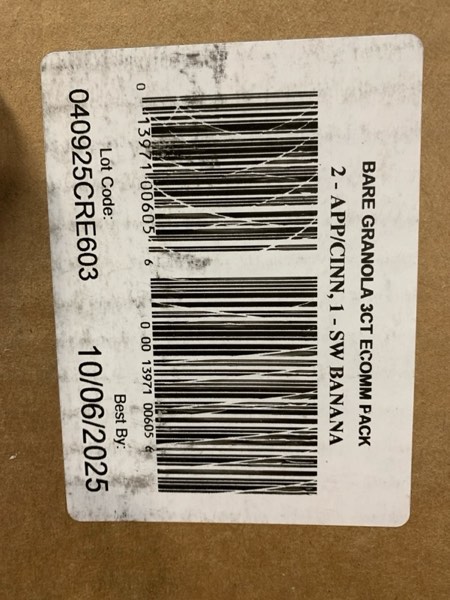 BARE GRANOLA 3CT ECOMM PACK
2 - APP/CINN, 1 - SW BANANA
0 13971 00605 6
0 00 13971 00605 6
Lot Code:
040925CRE603
Best By:
10/06/2025